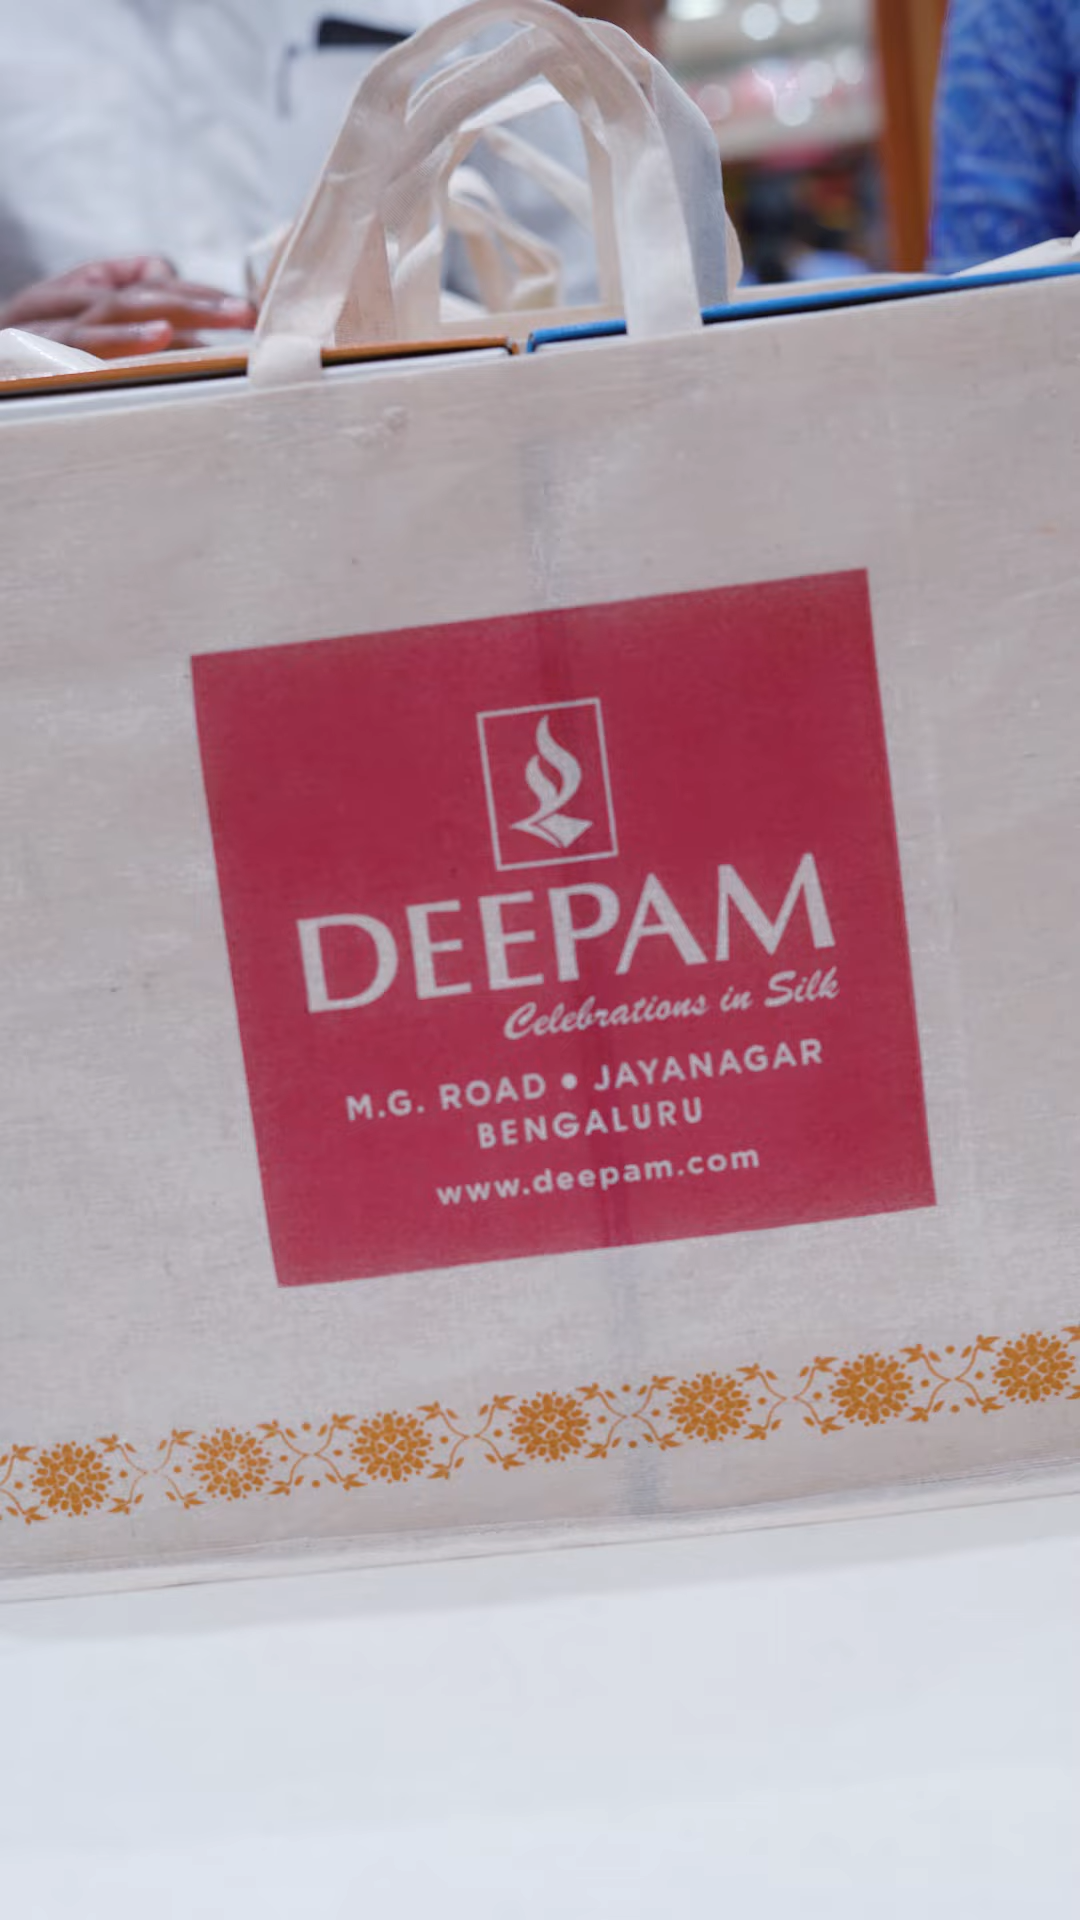 DEEPAM
Celebrations in Silk
M.G. ROAD • JAYANAGAR
BENGALURU
www.deepam.com